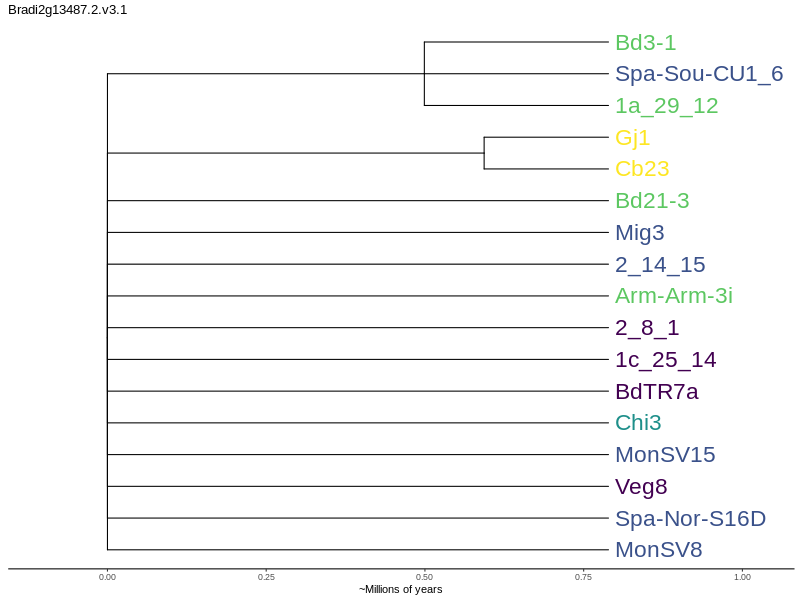 Bradi2g13487.2.v3.1
Bd3-1
Spa-Sou-CU1_6
1a_29_12
Gj1
Cb23
Bd21-3
Mig3
2_14_15
Arm-Arm-3i
2_8_1
1c_25_14
BdTR7a
Chi3
MonSV15
Veg8
Spa-Nor-S16D
MonSV8
0.00 0.25 0.50 0.75 1.00
~Millions of years